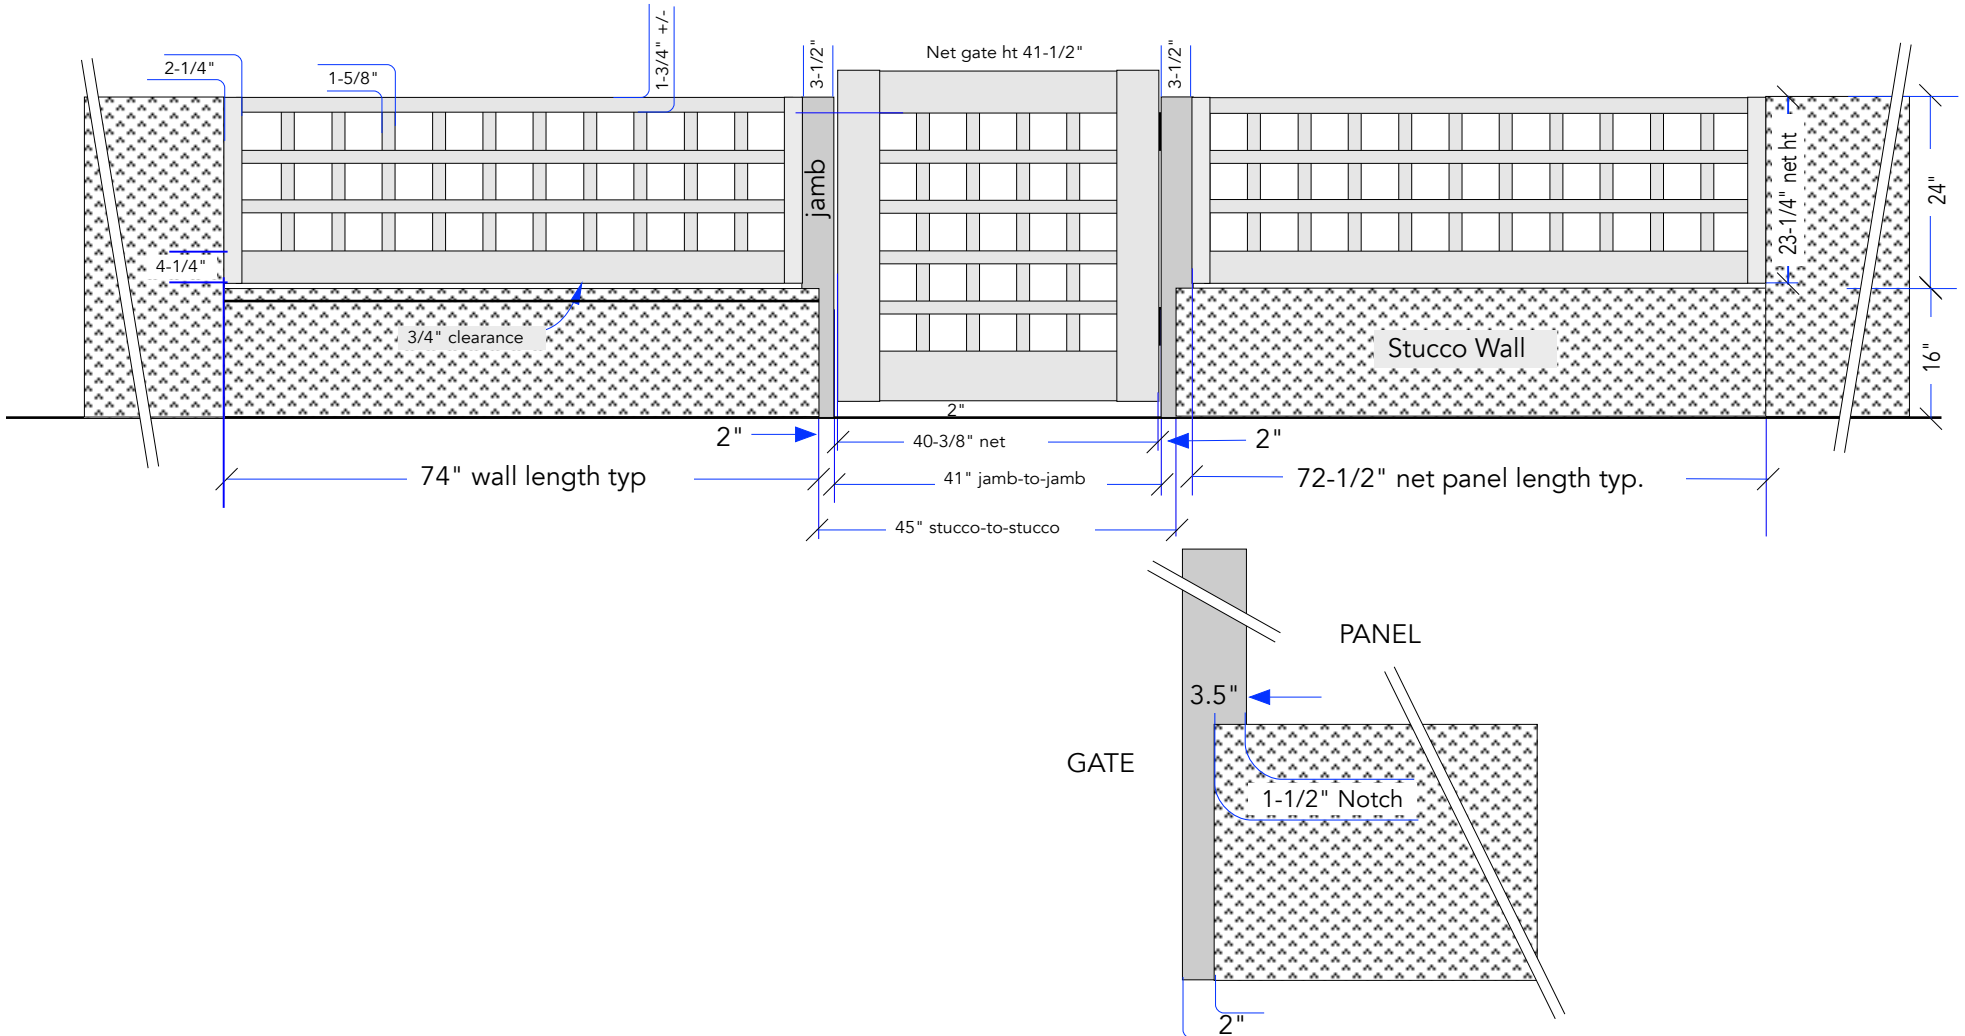 2-1/4"
1-5/8"
1-3/4" +/-
3-1/2"
Net gate ht 41-1/2"
3-1/2"
jamb
23-1/4" net ht
24"
4-1/4"
3/4" clearance
Stucco Wall
16"
2"
2"
40-3/8" net
2"
74" wall length typ
41" jamb-to-jamb
72-1/2" net panel length typ.
45" stucco-to-stucco
PANEL
3.5"
GATE
1-1/2" Notch
2"